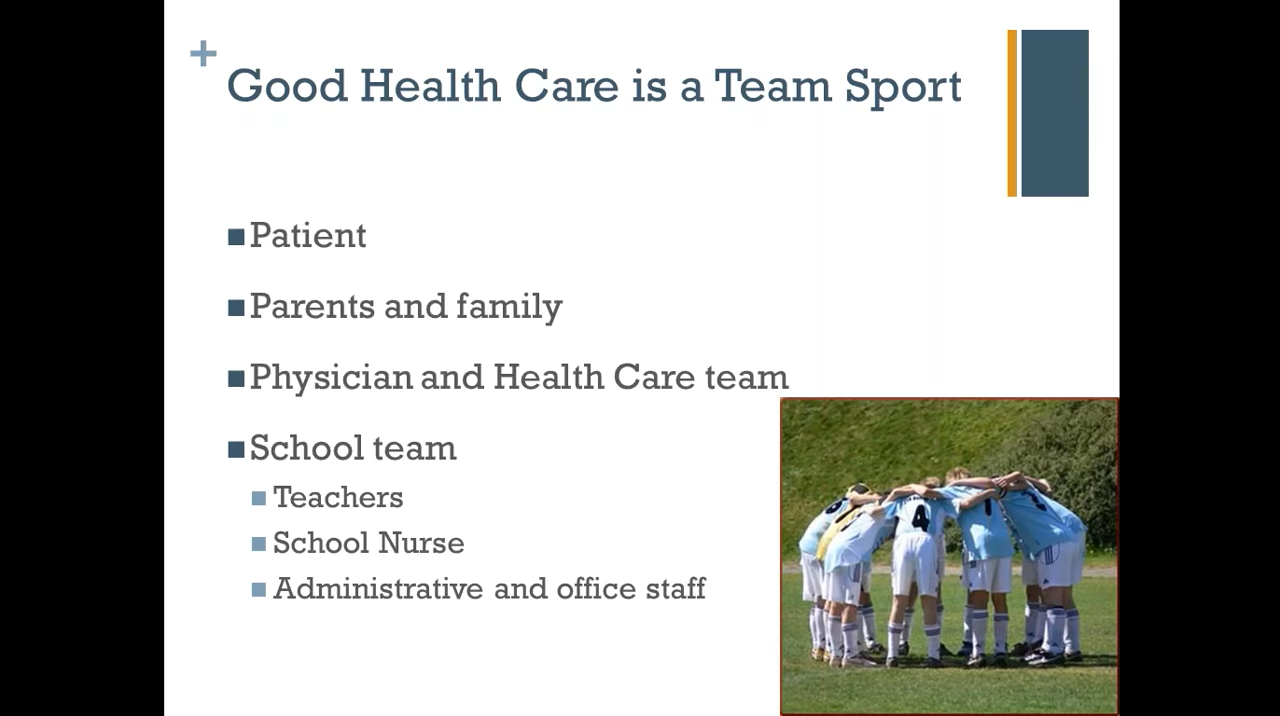 +
Good Health Care is a Team Sport
Patient
Parents and family
Physician and Health Care team
School team
Teachers
School Nurse
Administrative and office staff
4